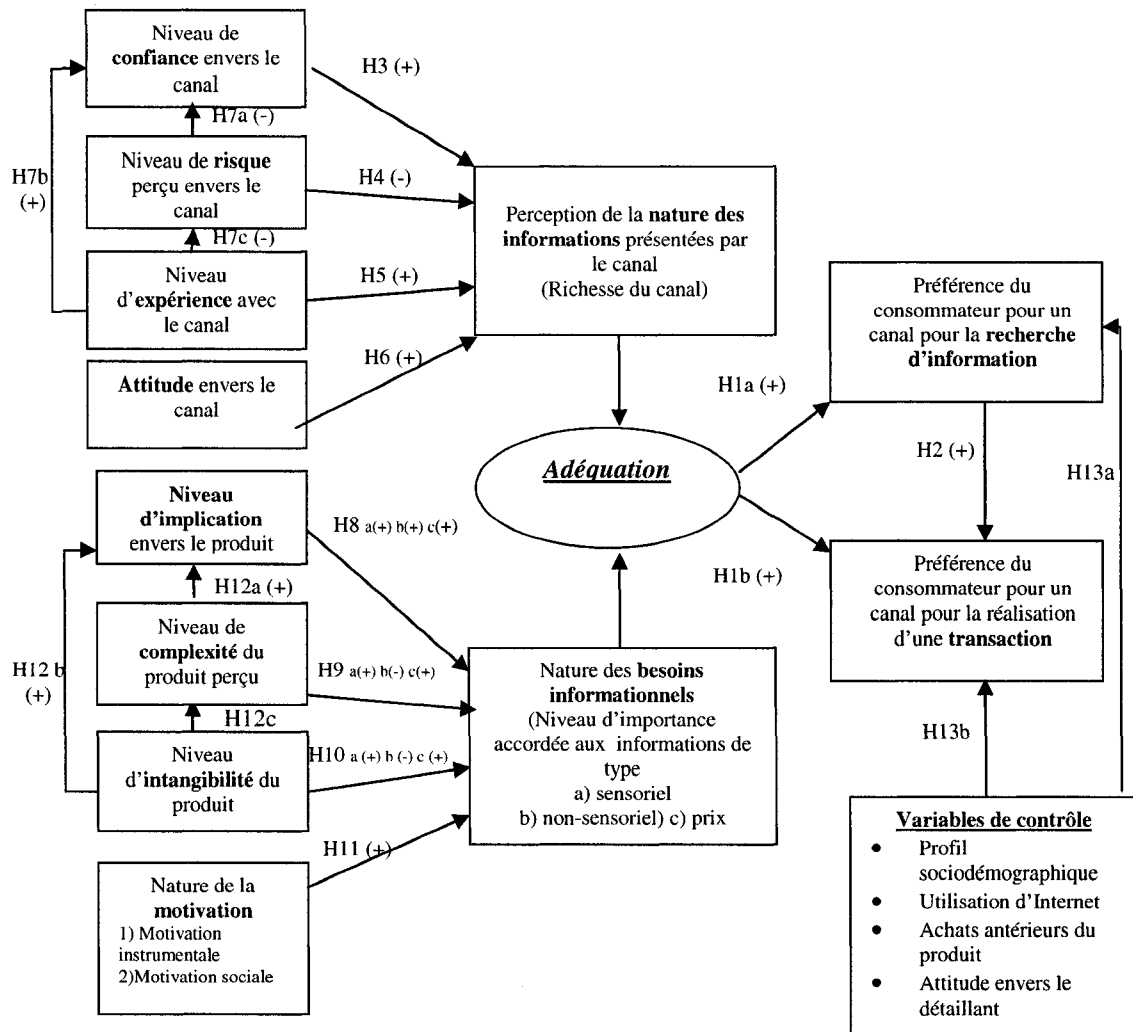 Niveau de
confiance envers le
canal
H3 (+)
H7a (-)
H7b
(+)
Niveau de risque
perçu envers le
canal
H4 (-)
H7c (-)
Niveau
d'expérience avec
le canal
H5 (+)
Attitude envers le
canal
H6 (+)
Perception de la nature des
informations présentées par
le canal
(Richesse du canal)
Adéquation
H1a (+)
H1b (+)
Préférence du
consommateur pour un
canal pour la recherche
d'information
H2 (+)
H13a
Préférence du
consommateur pour un
canal pour la réalisation
d'une transaction
H13b
Niveau
d'implication
envers le produit
H8 a(+) b(+) c(+)
H12a (+)
H12 b
(+)
Niveau de
complexité du
produit perçu
H9 a(+) b(-) c(+)
H12c
Niveau
d'intangibilité du
produit
H10 a (+) b (-) c (+)
Nature de la
motivation
1) Motivation
instrumentale
2)Motivation sociale
H11 (+)
Nature des besoins
informationnels
(Niveau d'importance
accordée aux informations de
type
a) sensoriel
b) non-sensoriel) c) prix
Variables de contrôle
• Profil
sociodémographique
• Utilisation d'Internet
• Achats antérieurs du
produit
• Attitude envers le
détaillant